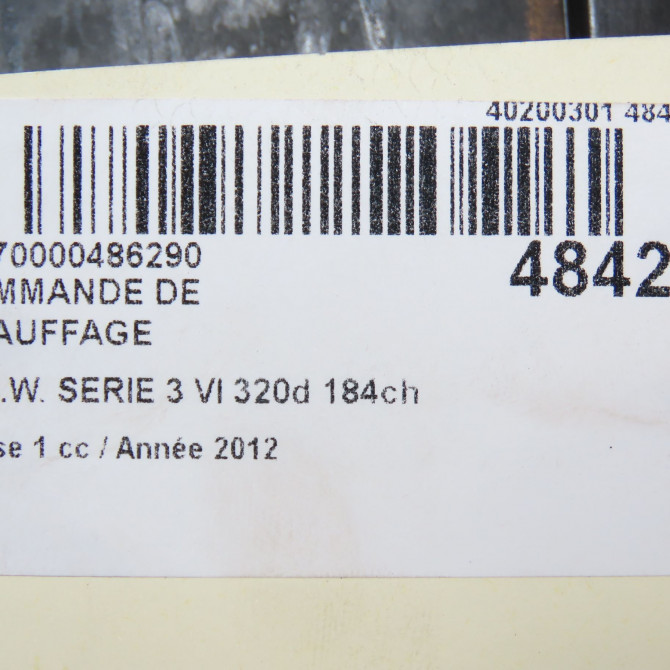 40200301 484
70000486290
4842
MMANDE DE
AUFFAGE
.W. SERIE 3 VI 320d 184ch
se 1 cc / Année 2012